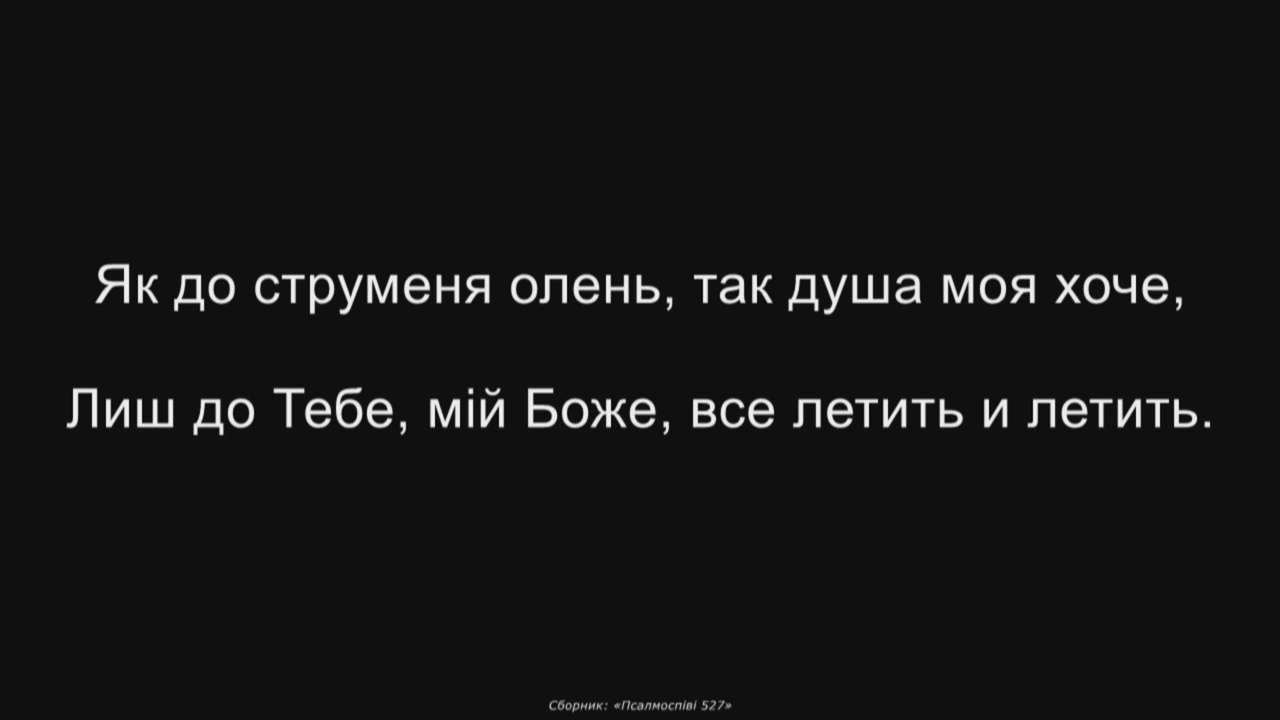 Як до струменя олень, так душа моя хоче,
Лиш до Тебе, мій Боже, все летить и летить.
Сборник: «Псалмоспіві 527»